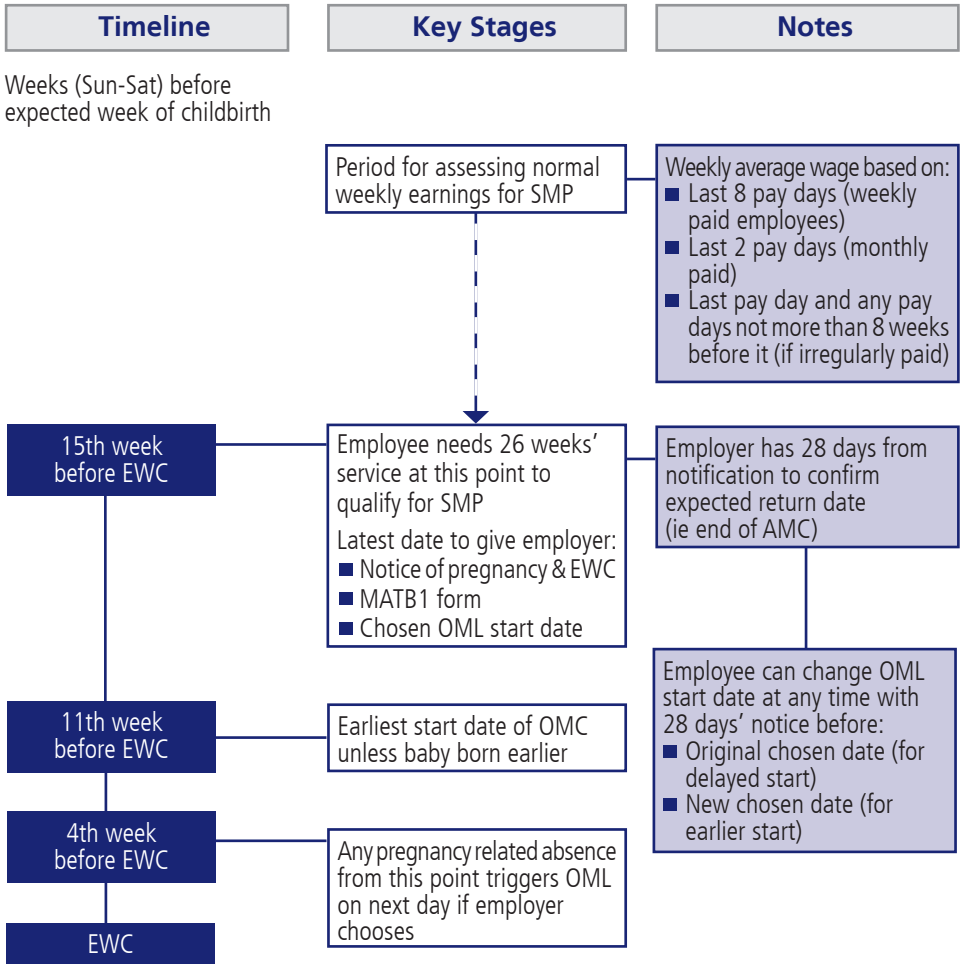 Timeline
Key Stages
Notes
Weeks (Sun-Sat) before
expected week of childbirth
Period for assessing normal
weekly earnings for SMP
Weekly average wage based on:
Last 8 pay days (weekly
paid employees)
Last 2 pay days (monthly
paid)
Last pay day and any pay
days not more than 8 weeks
before it (if irregularly paid)
15th week
before EWC
Employee needs 26 weeks’
service at this point to
qualify for SMP
Latest date to give employer:
Notice of pregnancy & EWC
MATB1 form
Chosen OML start date
Employer has 28 days from
notification to confirm
expected return date
(ie end of AMC)
Employee can change OML
start date at any time with
28 days’ notice before:
Original chosen date (for
delayed start)
New chosen date (for
earlier start)
11th week
before EWC
Earliest start date of OMC
unless baby born earlier
4th week
before EWC
Any pregnancy related absence
from this point triggers OML
on next day if employer
chooses
EWC